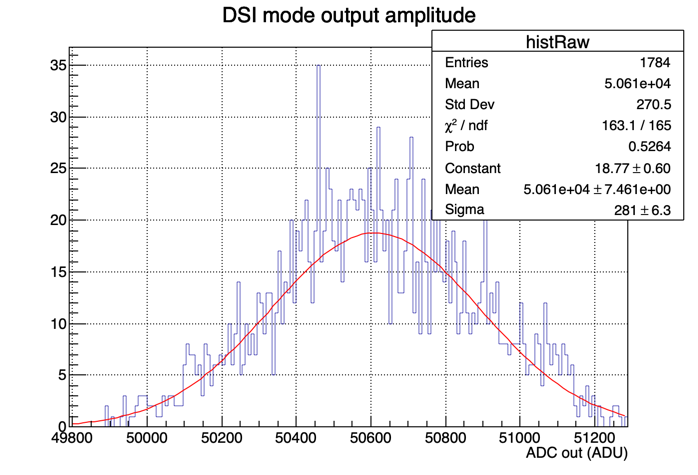 DSI mode output amplitude
histRaw
Entries 1784
Mean 5.061e+04
Std Dev 270.5
χ² / ndf 163.1 / 165
Prob 0.5264
Constant 18.77 ± 0.60
Mean 5.061e+04 ± 7.461e+00
Sigma 281 ± 6.3
35
30
25
20
15
10
5
0
49800 50000 50200 50400 50600 50800 51000 51200
ADC out (ADU)